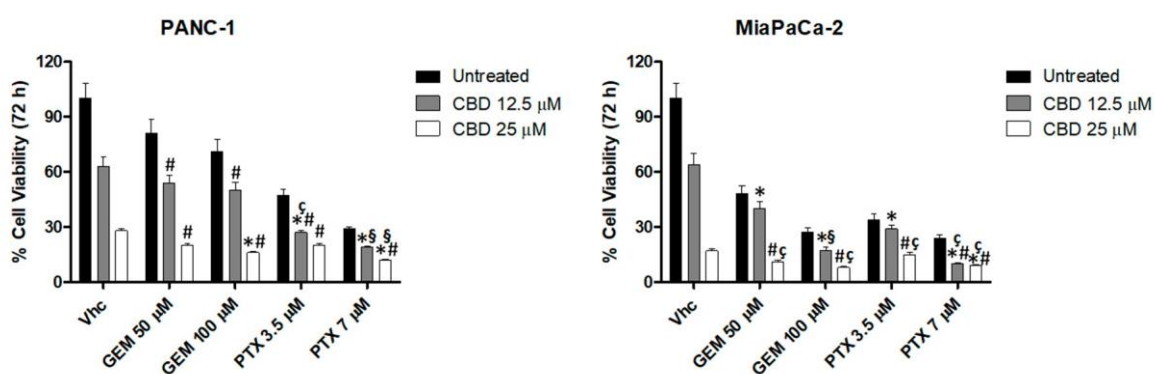 PANC-1
% Cell Viability (72 h)
120
90
60
30
0
Untreated
CBD 12.5 μM
CBD 25 μM
#
#
#
*#
ç
*#
#
*§
§
*#
Vhc
GEM 50 μM
GEM 100 μM
PTX 3.5 μM
PTX 7 μM
MiaPaCa-2
% Cell Viability (72 h)
120
90
60
30
0
Untreated
CBD 12.5 μM
CBD 25 μM
*
#ç
*§
#ç
*
#ç
ç
*#
ç
*#
Vhc
GEM 50 μM
GEM 100 μM
PTX 3.5 μM
PTX 7 μM